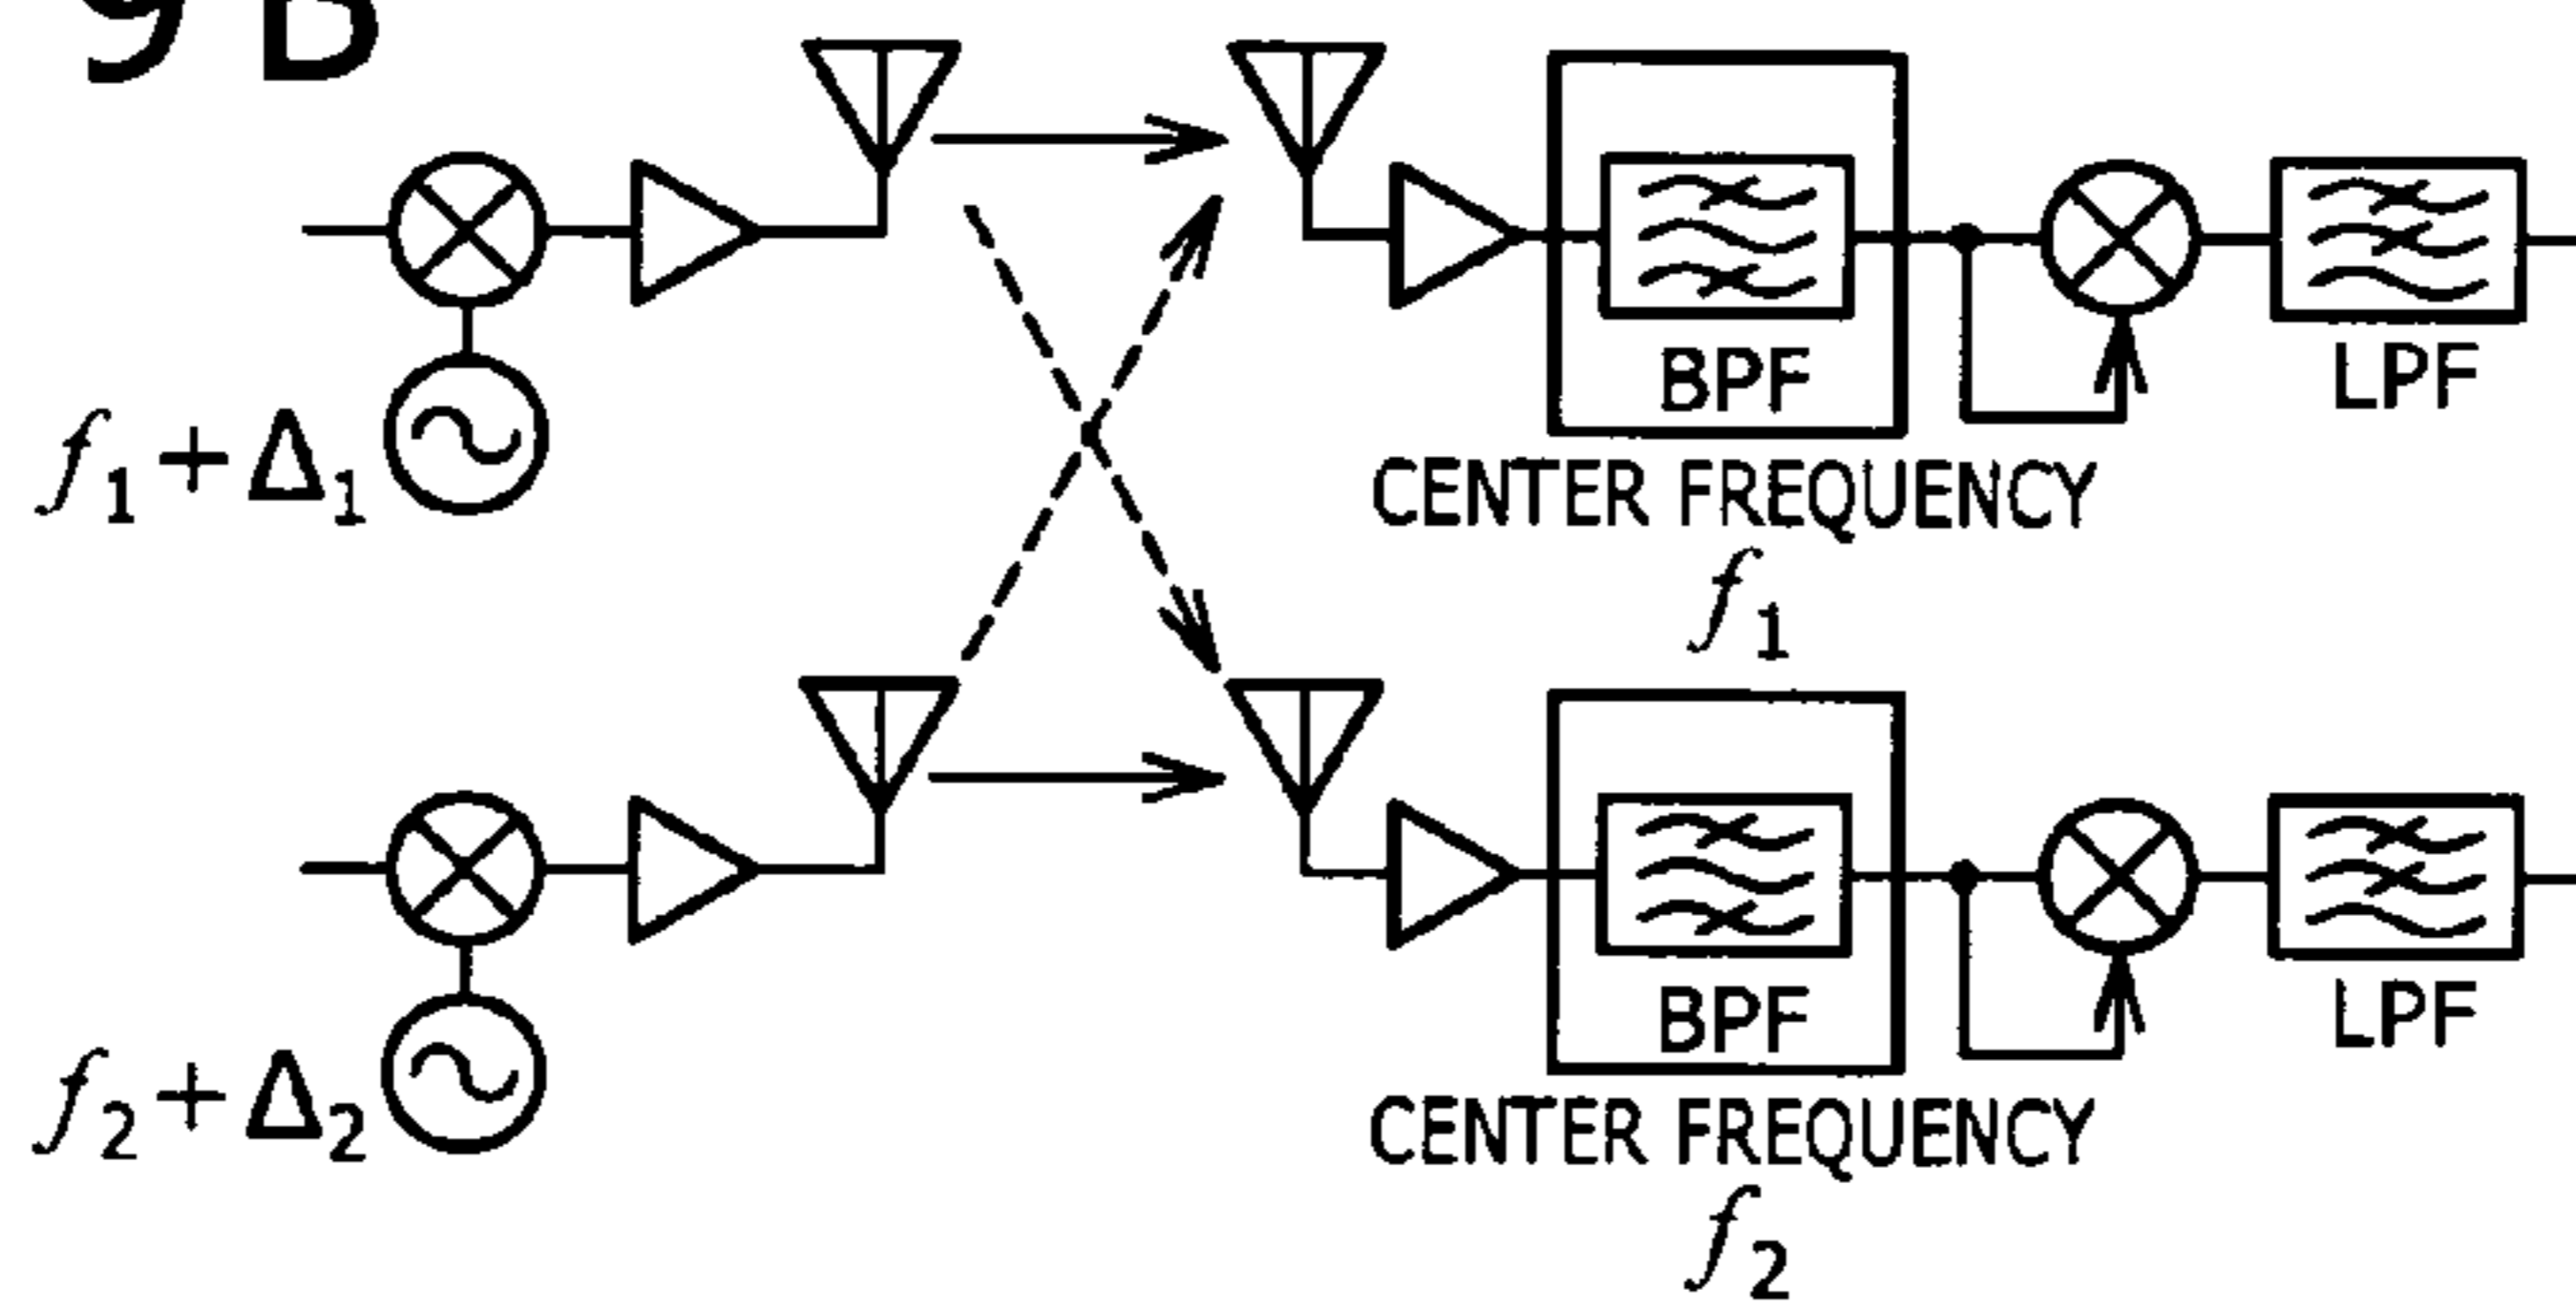 9B
BPF
LPF
f₁+Δ₁
CENTER FREQUENCY
f₁
BPF
LPF
f₂+Δ₂
CENTER FREQUENCY
f₂